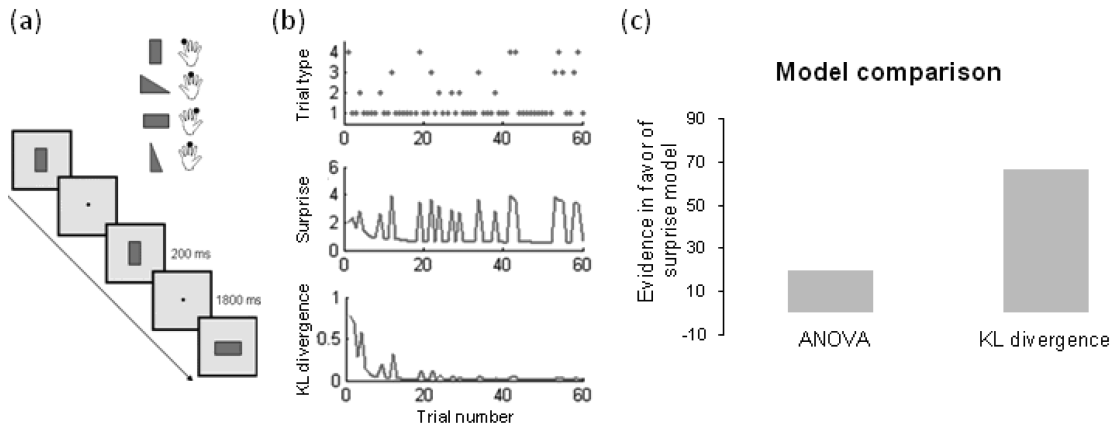 (a)
200 ms
1800 ms
(b)
Trial type
4
3
2
1
0 20 40 60
Surprise
6
4
2
0
0 20 40 60
KL divergence
1
0.5
0
0 20 40 60
Trial number
(c)
Model comparison
Evidence in favor of
surprise model
90
70
50
30
10
-10
ANOVA KL divergence